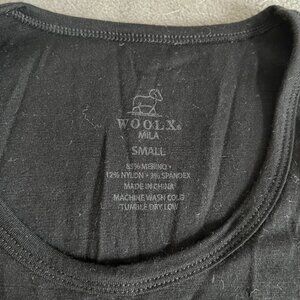 WOOLX®
MILA
SMALL
85% MERINO •
12% NYLON • 3% SPANDEX
MADE IN CHINA
MACHINE WASH COLD
TUMBLE DRY LOW